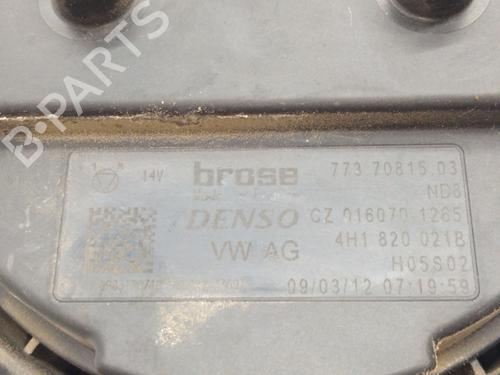 B-PARTS
14V
brose
773 70815.03
Made
ND8
DENSO
CZ 016070-1265
VW AG
4H1 820 021B
H05S02
09/03/12 07:19:59